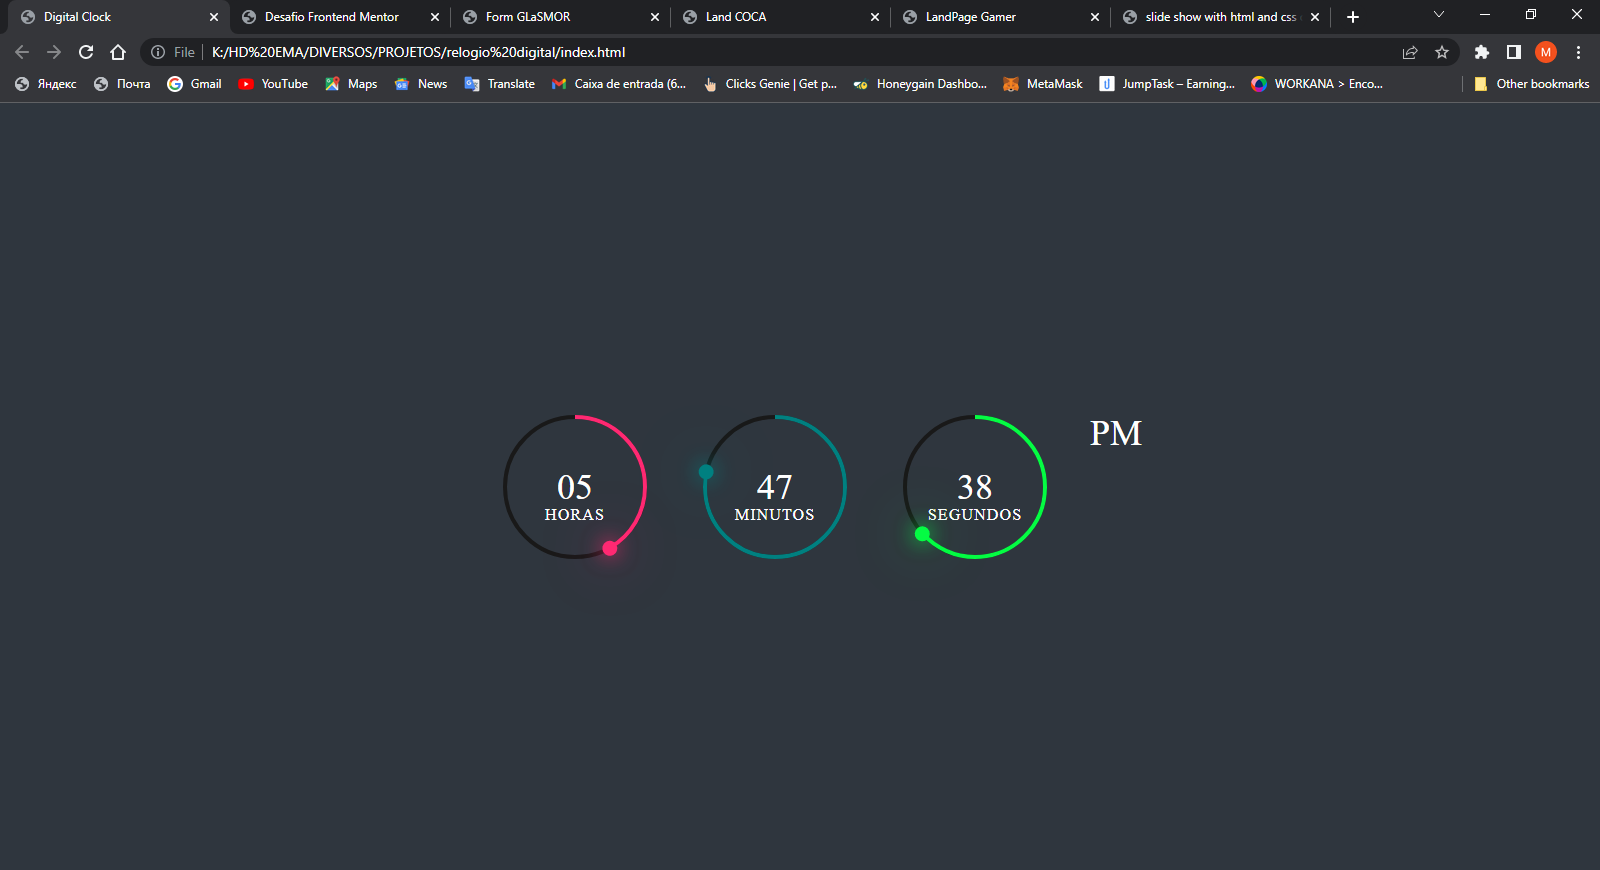 Digital Clock
Desafio Frontend Mentor
Form GLaSMOR
Land COCA
LandPage Gamer
slide show with html and css
File
K:/HD%20EMA/DIVERSOS/PROJETOS/relogio%20digital/index.html
M
Яндекс
Почта
Gmail
YouTube
Maps
News
Translate
Caixa de entrada (6...
Clicks Genie | Get p...
Honeygain Dashbo...
MetaMask
JumpTask – Earning...
WORKANA > Enco...
Other bookmarks
05
HORAS
47
MINUTOS
38
SEGUNDOS
PM